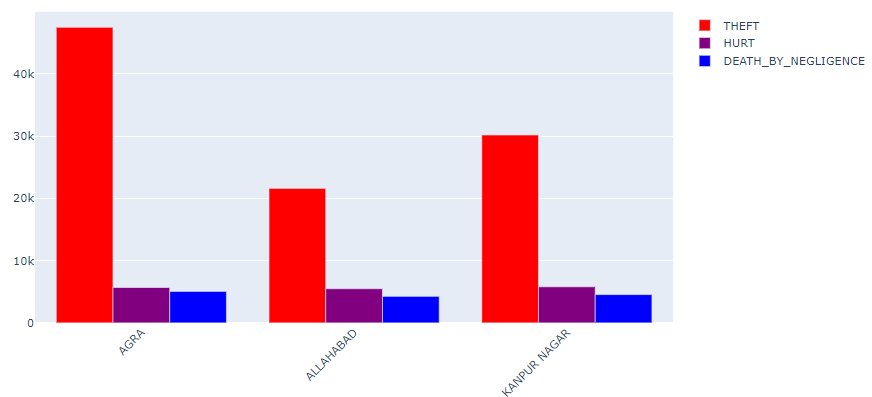 THEFT
HURT
DEATH_BY_NEGLIGENCE
40k
30k
20k
10k
0
AGRA
ALLAHABAD
KANPUR NAGAR